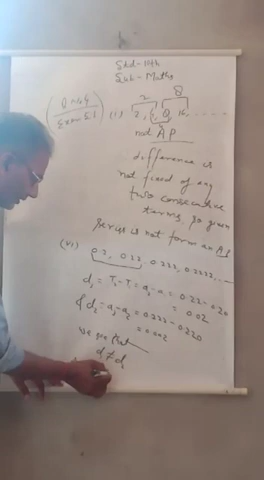 Std-10th
Sub-Maths
(Q no. 4 / Exer 5.1) (i) 2, 4, 8, 16, ......
2
8
not AP
difference is
not fixed of any
two consecutive
terms, so given
series is not form an AP
(vi) 0.2, 0.22, 0.222, 0.2222......
d₁ = T₂-T₁ = a₂-a₁ = 0.22-0.20
= 0.02
& d₂ = a₃-a₂ = 0.222-0.220
= 0.002
We see that
d₁ ≠ d₂